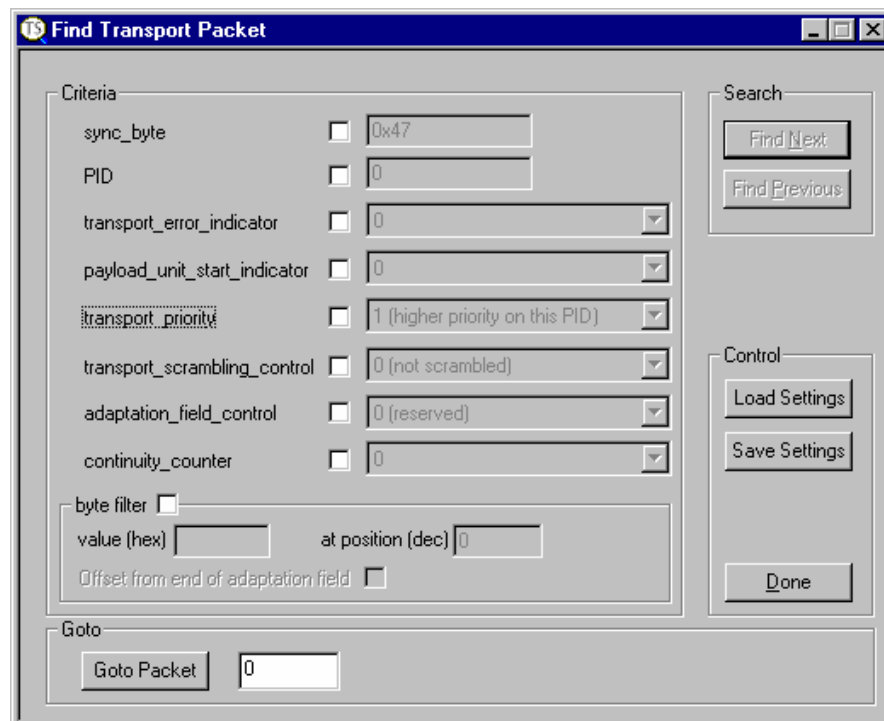 TS Find Transport Packet
Criteria
sync_byte 0x47
PID 0
transport_error_indicator 0
payload_unit_start_indicator 0
transport_priority 1 (higher priority on this PID)
transport_scrambling_control 0 (not scrambled)
adaptation_field_control 0 (reserved)
continuity_counter 0
byte filter
value (hex) at position (dec) 0
Offset from end of adaptation field
Search
Find Next
Find Previous
Control
Load Settings
Save Settings
Done
Goto
Goto Packet 0